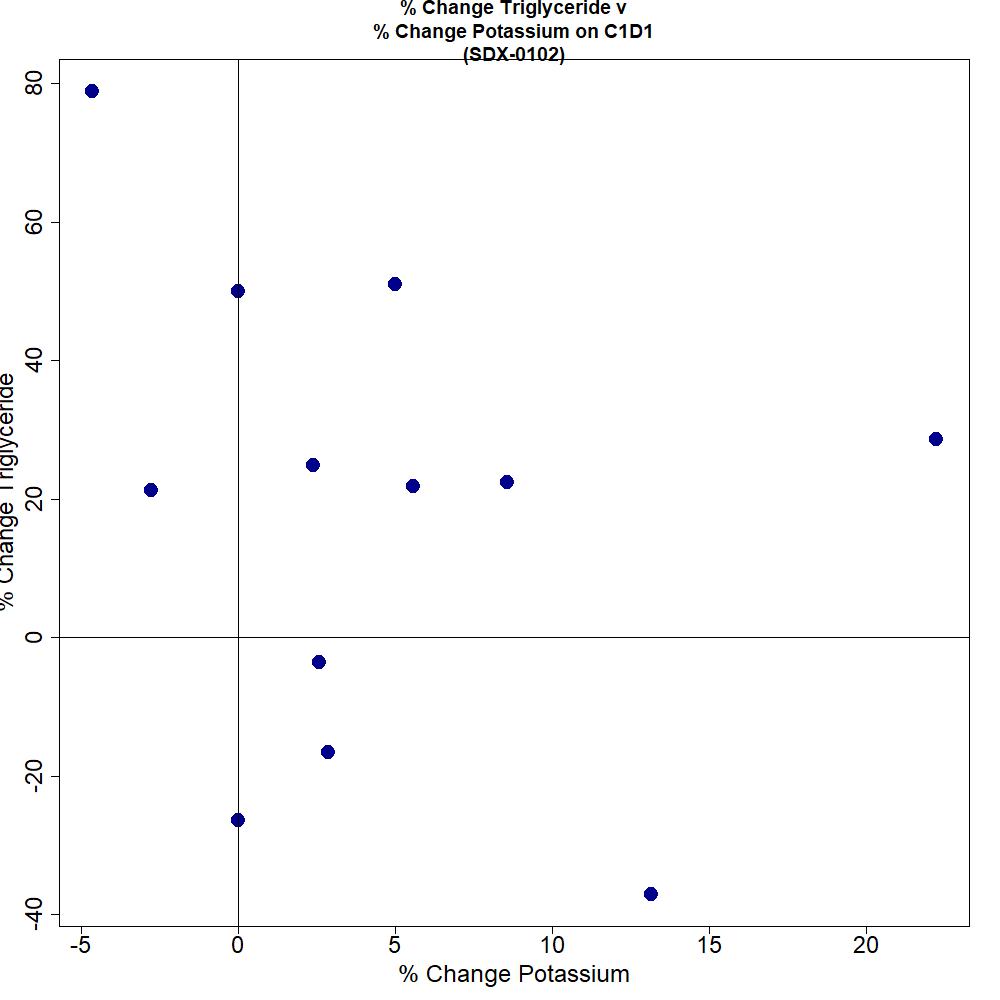 % Change Triglyceride v
% Change Potassium on C1D1
(SDX-0102)
80
60
40
20
0
-20
-40
% Change Triglyceride
-5
0
5
10
15
20
% Change Potassium